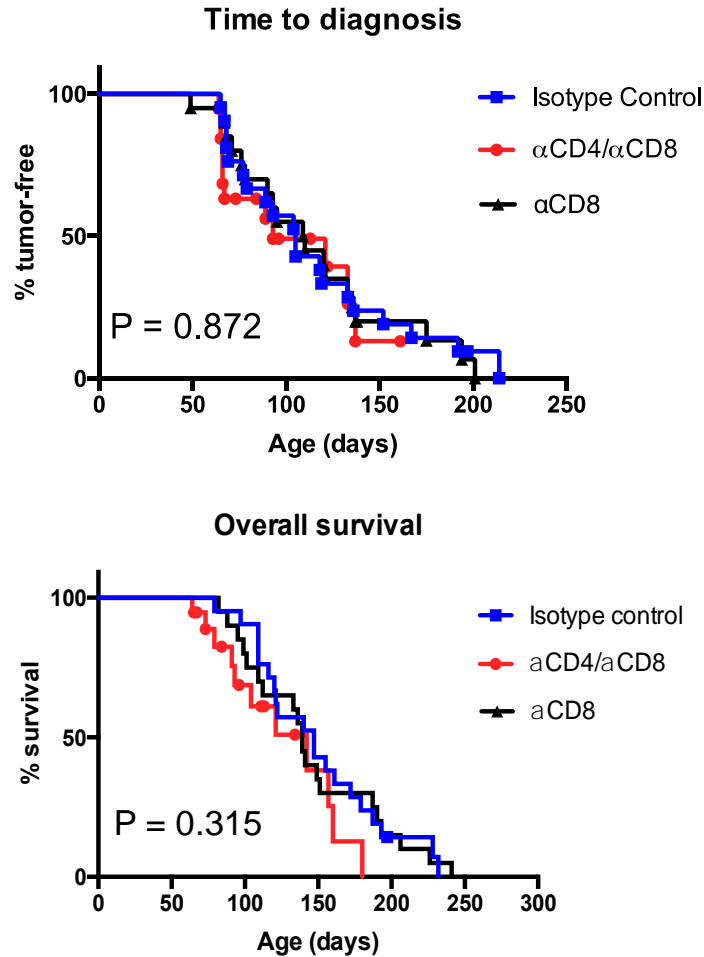 Time to diagnosis
100
50
0
% tumor-free
Isotype Control
αCD4/αCD8
αCD8
P = 0.872
0 50 100 150 200 250
Age (days)
Overall survival
100
50
0
% survival
Isotype control
aCD4/aCD8
aCD8
P = 0.315
0 50 100 150 200 250 300
Age (days)